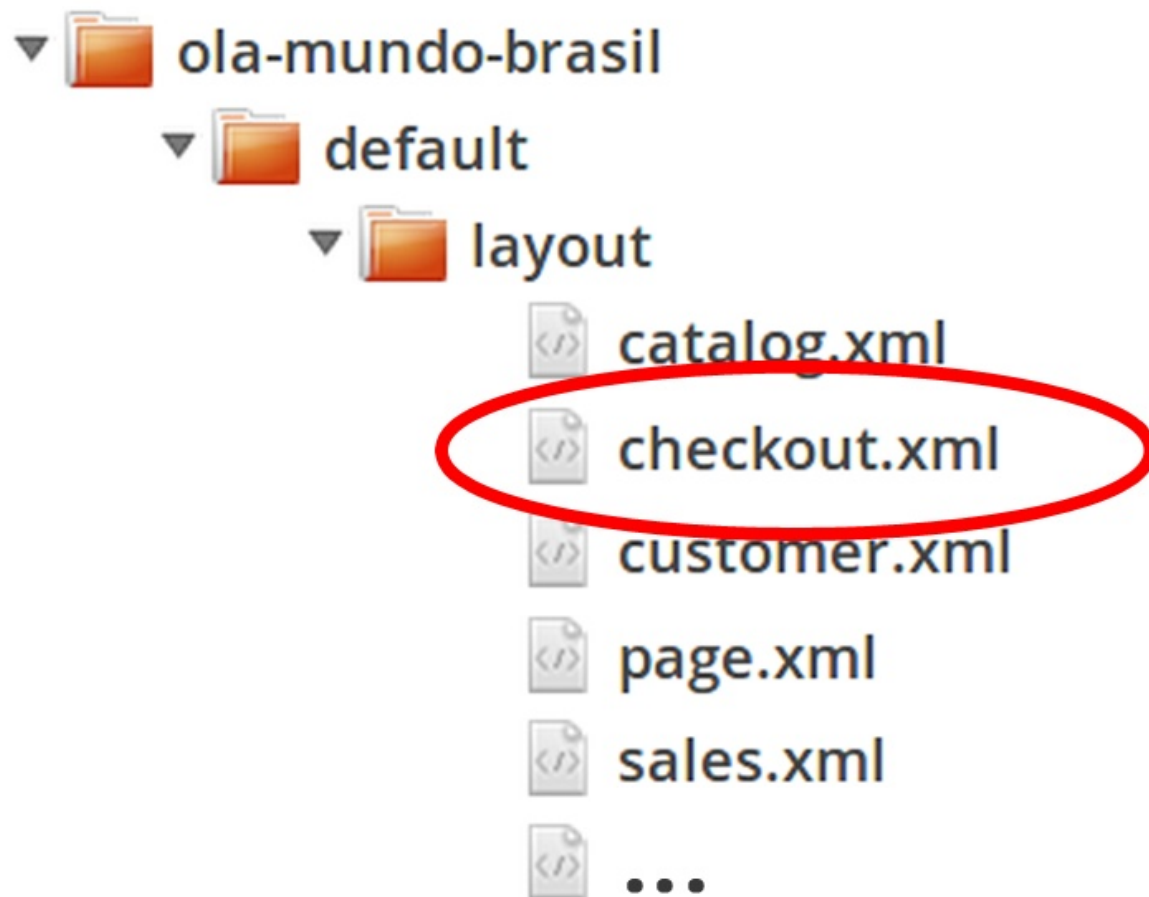 ola-mundo-brasil
default
layout
catalog.xml
checkout.xml
customer.xml
page.xml
sales.xml
...